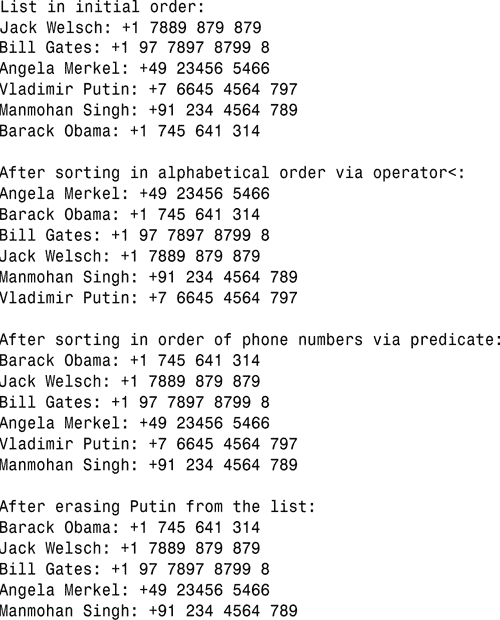 List in initial order:
Jack Welsch: +1 7889 879 879
Bill Gates: +1 97 7897 8799 8
Angela Merkel: +49 23456 5466
Vladimir Putin: +7 6645 4564 797
Manmohan Singh: +91 234 4564 789
Barack Obama: +1 745 641 314

After sorting in alphabetical order via operator<:
Angela Merkel: +49 23456 5466
Barack Obama: +1 745 641 314
Bill Gates: +1 97 7897 8799 8
Jack Welsch: +1 7889 879 879
Manmohan Singh: +91 234 4564 789
Vladimir Putin: +7 6645 4564 797

After sorting in order of phone numbers via predicate:
Barack Obama: +1 745 641 314
Jack Welsch: +1 7889 879 879
Bill Gates: +1 97 7897 8799 8
Angela Merkel: +49 23456 5466
Vladimir Putin: +7 6645 4564 797
Manmohan Singh: +91 234 4564 789

After erasing Putin from the list:
Barack Obama: +1 745 641 314
Jack Welsch: +1 7889 879 879
Bill Gates: +1 97 7897 8799 8
Angela Merkel: +49 23456 5466
Manmohan Singh: +91 234 4564 789